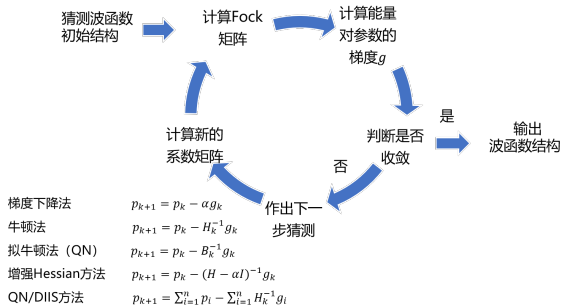 猜测波函数
初始结构
计算Fock
矩阵
计算能量
对参数的
梯度g
判断是否
收敛
是
输出
波函数结构
否
作出下一
步猜测
计算新的
系数矩阵
梯度下降法 $p_{k+1} = p_k - \alpha g_k$
牛顿法 $p_{k+1} = p_k - H_k^{-1} g_k$
拟牛顿法（QN） $p_{k+1} = p_k - B_k^{-1} g_k$
增强Hessian方法 $p_{k+1} = p_k - (H - \alpha I)^{-1} g_k$
QN/DIIS方法 $p_{k+1} = \sum_{i=1}^{n} p_i - \sum_{i=1}^{n} H_k^{-1} g_i$